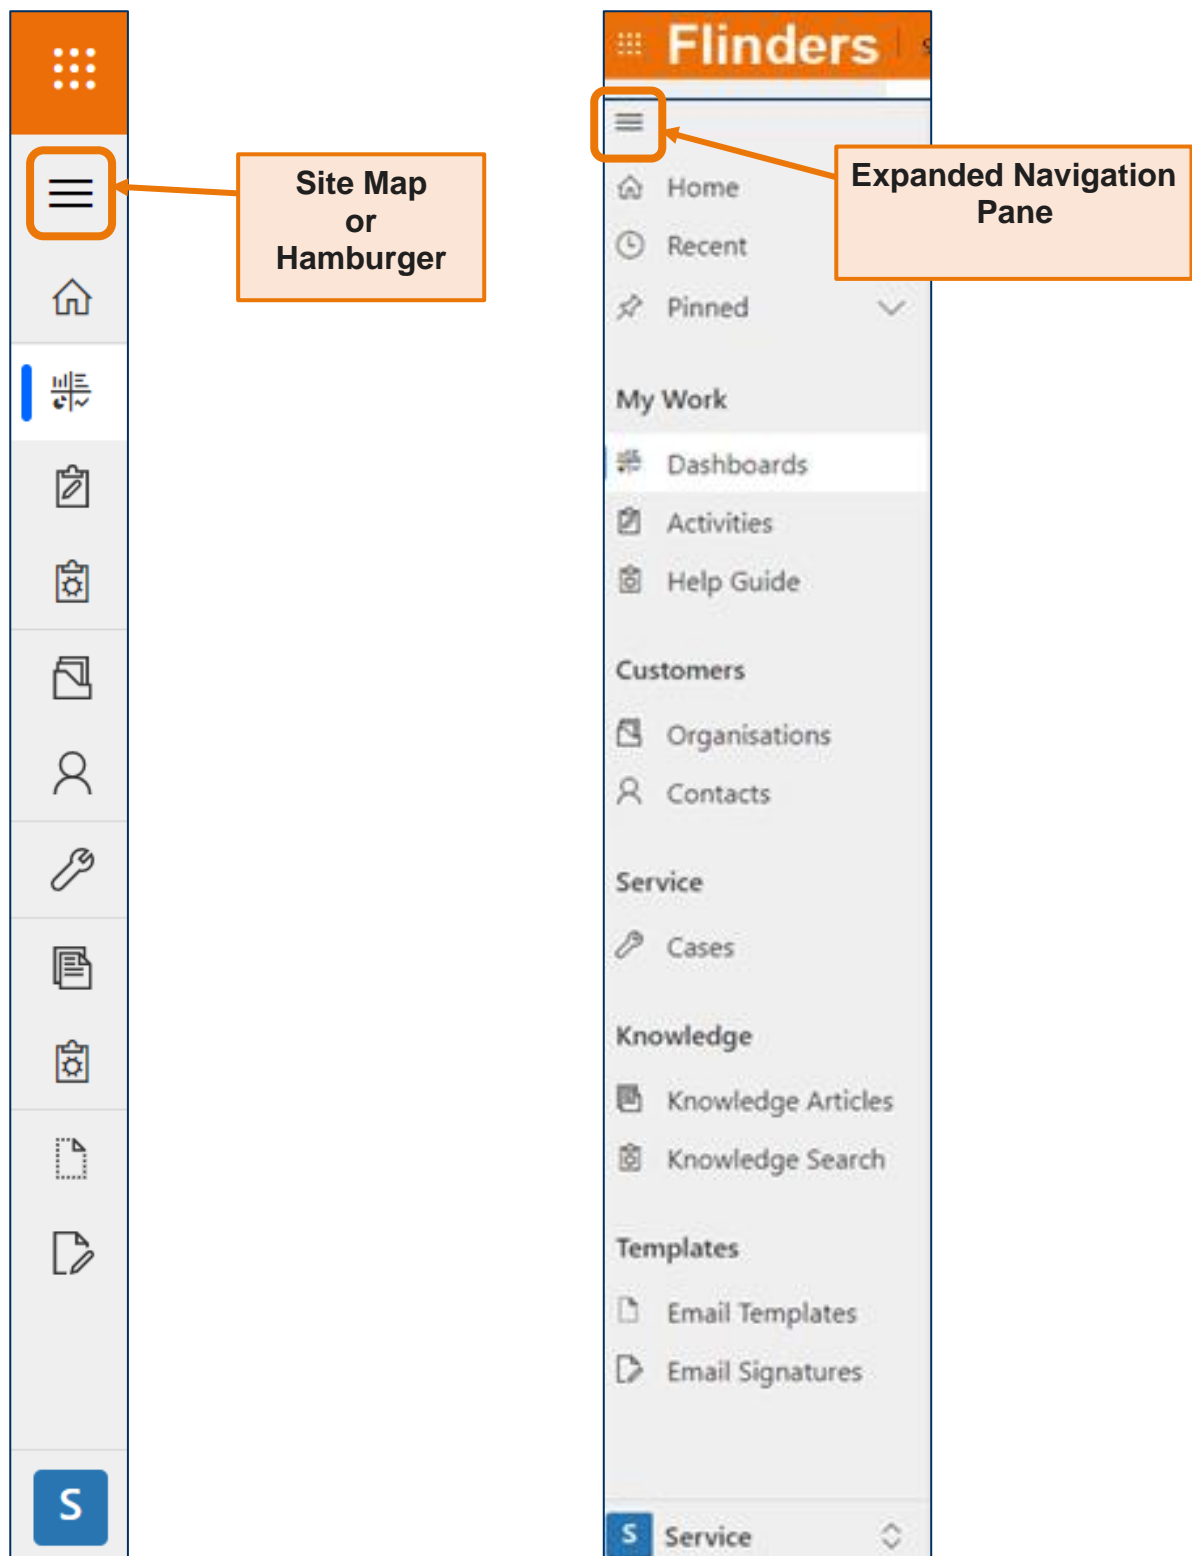 Site Map
or
Hamburger
S
Flinders
Expanded Navigation
Pane
Home
Recent
Pinned
My Work
Dashboards
Activities
Help Guide
Customers
Organisations
Contacts
Service
Cases
Knowledge
Knowledge Articles
Knowledge Search
Templates
Email Templates
Email Signatures
S Service